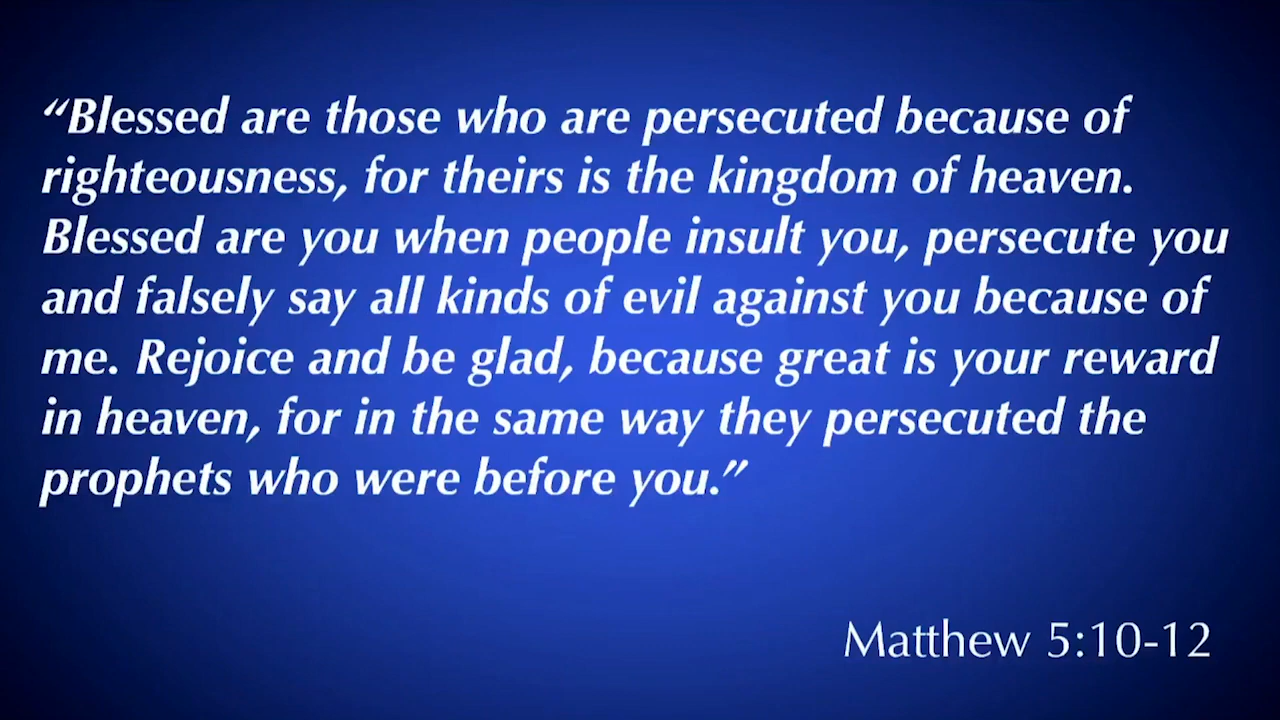 “Blessed are those who are persecuted because of
righteousness, for theirs is the kingdom of heaven.
Blessed are you when people insult you, persecute you
and falsely say all kinds of evil against you because of
me. Rejoice and be glad, because great is your reward
in heaven, for in the same way they persecuted the
prophets who were before you.”
Matthew 5:10-12